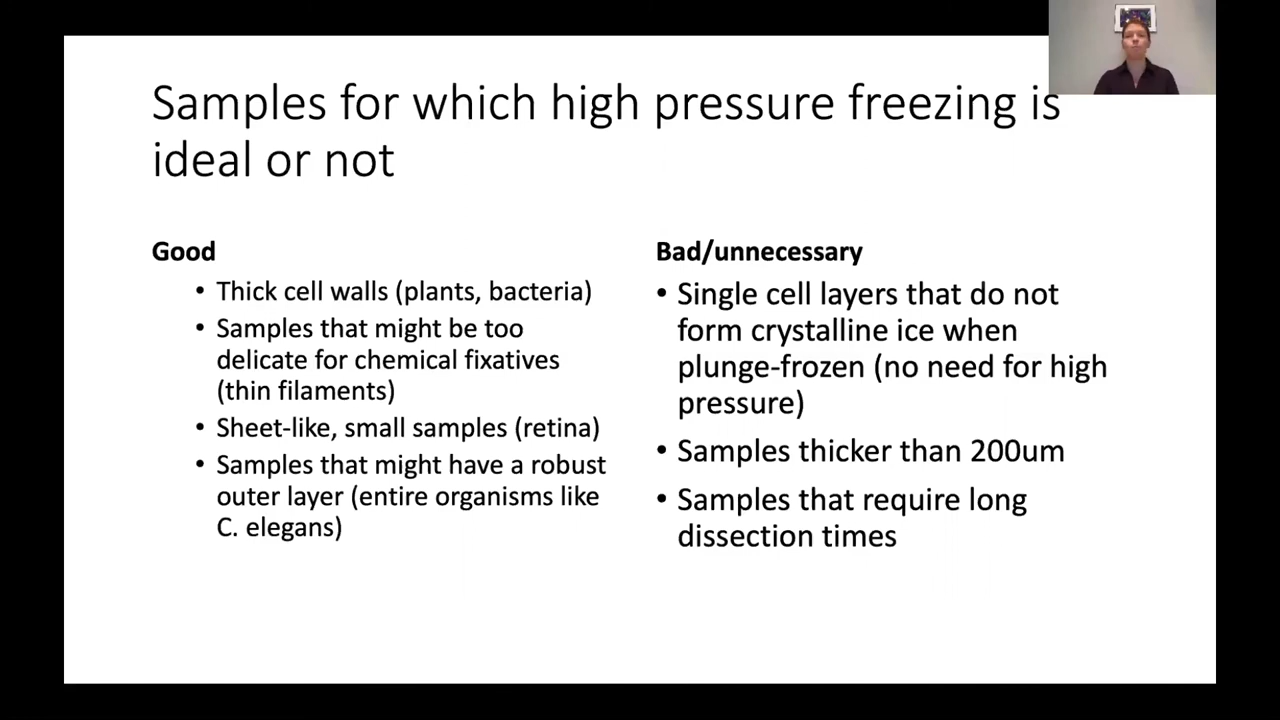 Samples for which high pressure freezing is
ideal or not
Good
• Thick cell walls (plants, bacteria)
• Samples that might be too
delicate for chemical fixatives
(thin filaments)
• Sheet-like, small samples (retina)
• Samples that might have a robust
outer layer (entire organisms like
C. elegans)
Bad/unnecessary
• Single cell layers that do not
form crystalline ice when
plunge-frozen (no need for high
pressure)
• Samples thicker than 200um
• Samples that require long
dissection times